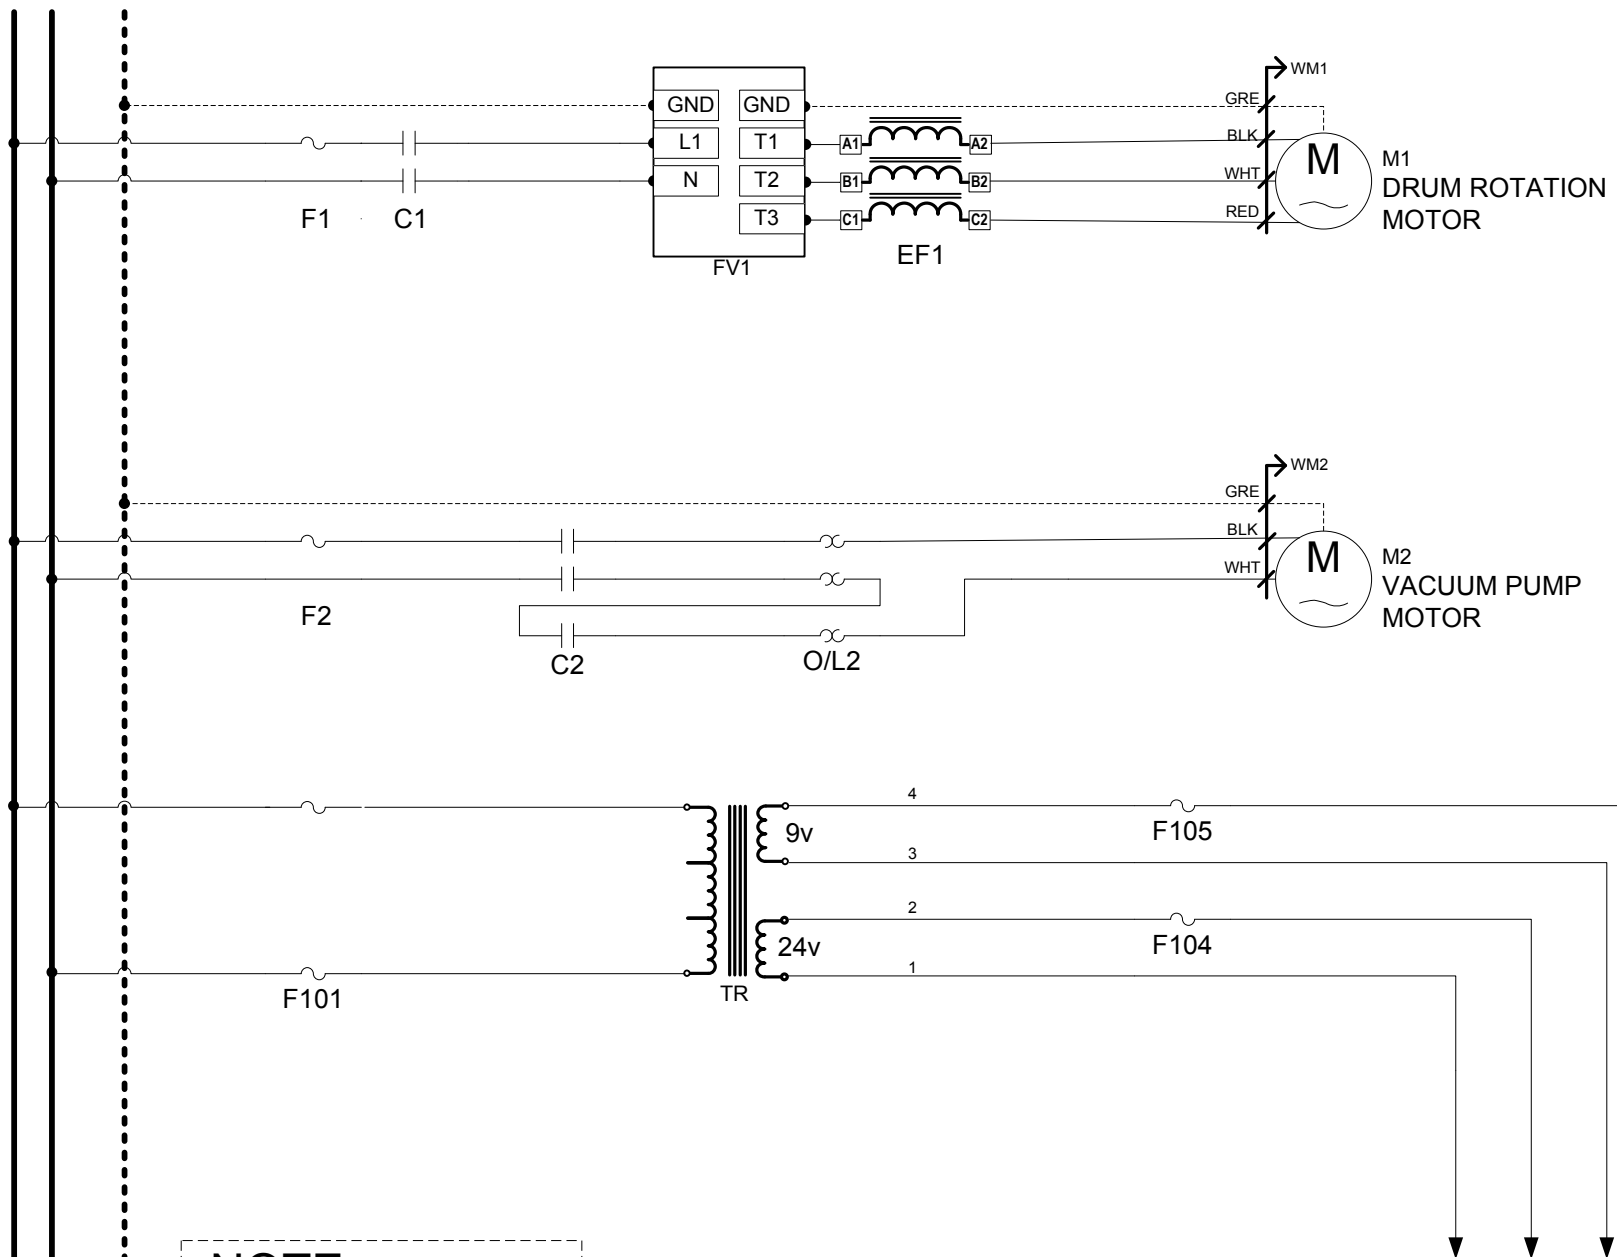 WM1
GRE
GND GND
BLK
L1 T1 A1 A2
M
M1
WHT
N T2 B1 B2
DRUM ROTATION
MOTOR
RED
F1 C1 T3 C1 C2
EF1
FV1
WM2
GRE
BLK
M
M2
WHT
VACUUM PUMP
MOTOR
F2
C2 O/L2
4
9v F105
3
2
24v F104
1
F101 TR